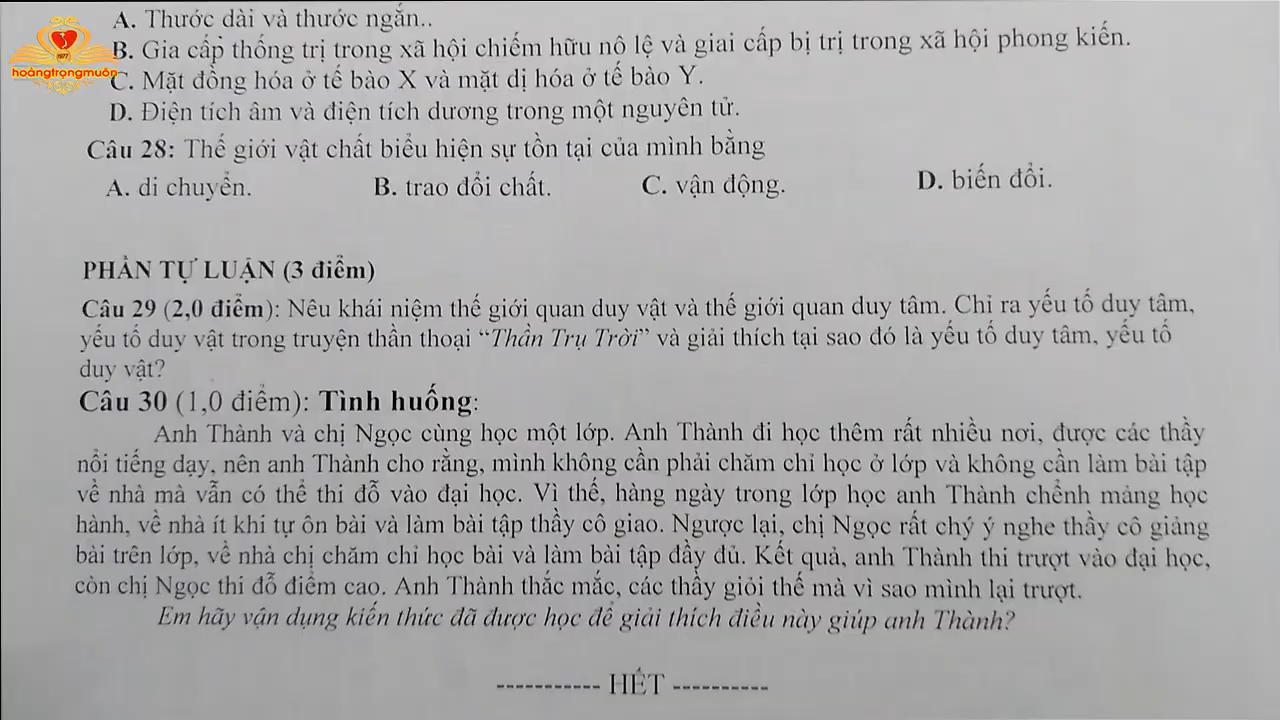 A. Thước dài và thước ngắn..
B. Gia cấp thống trị trong xã hội chiếm hữu nô lệ và giai cấp bị trị trong xã hội phong kiến.
hoàngtrọngmuôn
C. Mặt đồng hóa ở tế bào X và mặt dị hóa ở tế bào Y.
D. Điện tích âm và điện tích dương trong một nguyên tử.
Câu 28: Thế giới vật chất biểu hiện sự tồn tại của mình bằng
A. di chuyển. B. trao đổi chất. C. vận động. D. biến đổi.
PHẦN TỰ LUẬN (3 điểm)
Câu 29 (2,0 điểm): Nêu khái niệm thế giới quan duy vật và thế giới quan duy tâm. Chỉ ra yếu tố duy tâm,
yếu tố duy vật trong truyện thần thoại “Thần Trụ Trời” và giải thích tại sao đó là yếu tố duy tâm, yếu tố
duy vật?
Câu 30 (1,0 điểm): Tình huống:
Anh Thành và chị Ngọc cùng học một lớp. Anh Thành đi học thêm rất nhiều nơi, được các thầy
nổi tiếng dạy, nên anh Thành cho rằng, mình không cần phải chăm chỉ học ở lớp và không cần làm bài tập
về nhà mà vẫn có thể thi đỗ vào đại học. Vì thế, hàng ngày trong lớp học anh Thành chểnh mảng học
hành, về nhà ít khi tự ôn bài và làm bài tập thầy cô giao. Ngược lại, chị Ngọc rất chý ý nghe thầy cô giảng
bài trên lớp, về nhà chị chăm chỉ học bài và làm bài tập đầy đủ. Kết quả, anh Thành thi trượt vào đại học,
còn chị Ngọc thi đỗ điểm cao. Anh Thành thắc mắc, các thầy giỏi thế mà vì sao mình lại trượt.
Em hãy vận dụng kiến thức đã được học để giải thích điều này giúp anh Thành?
----------- HẾT ----------